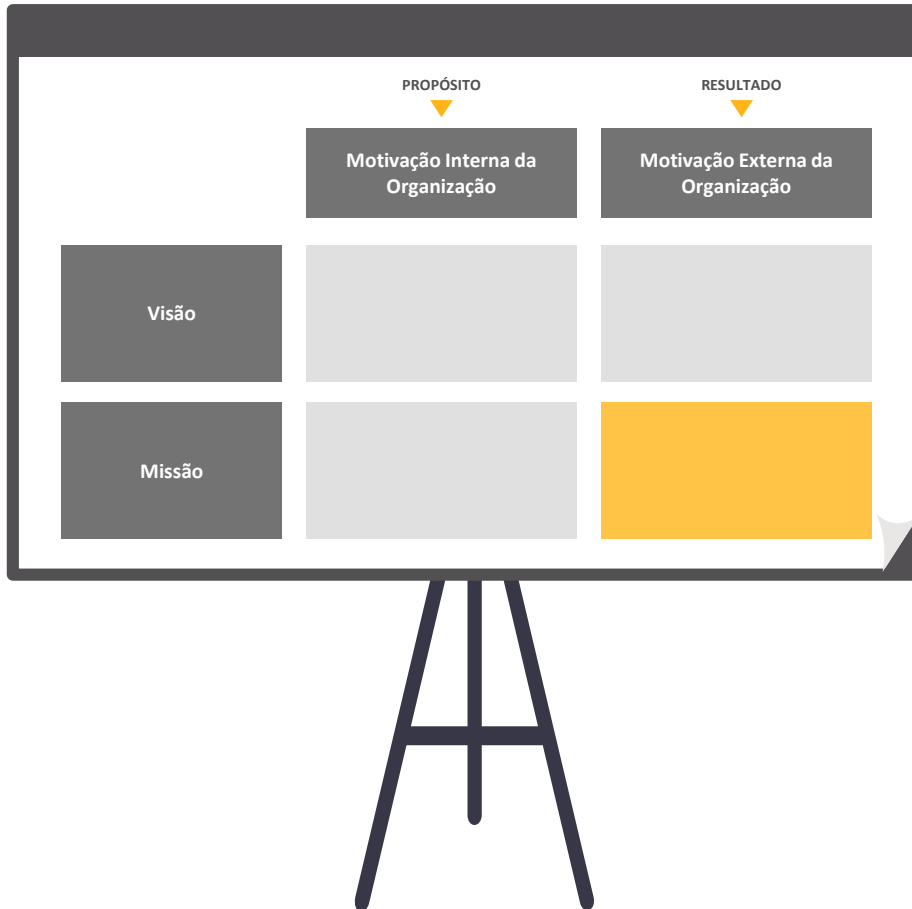 PROPÓSITO
RESULTADO
Motivação Interna da
Organização
Motivação Externa da
Organização
Visão
Missão